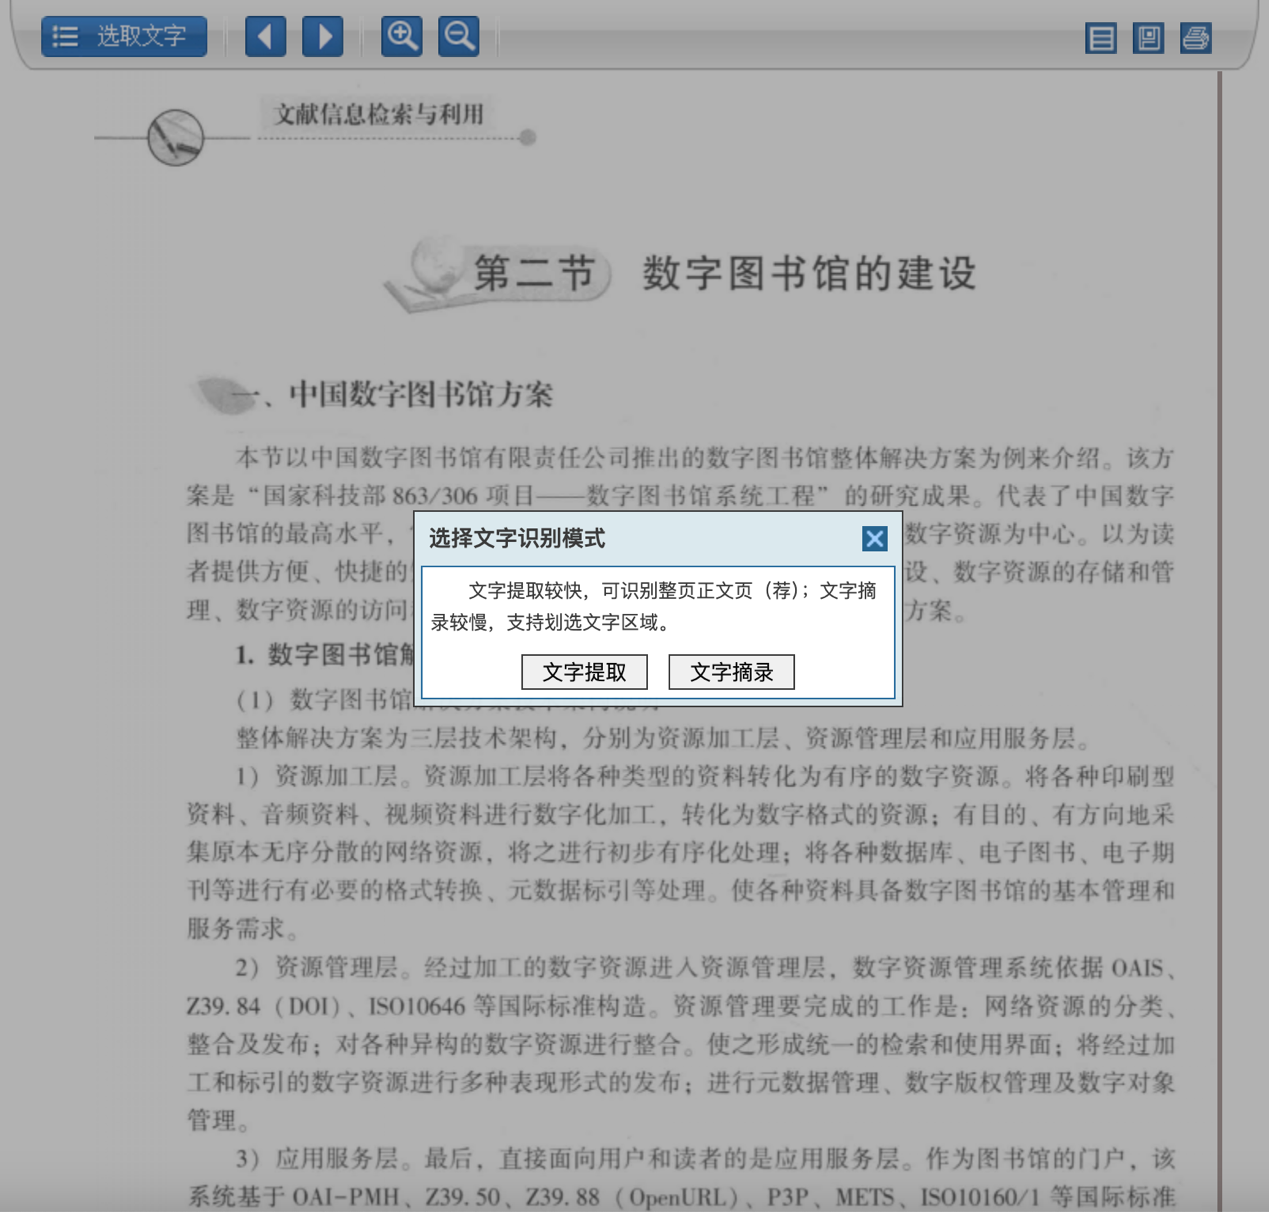 选取文字
文献信息检索与利用
第二节 数字图书馆的建设
一、中国数字图书馆方案
本节以中国数字图书馆有限责任公司推出的数字图书馆整体解决方案为例来介绍。该方
案是“国家科技部 863/306 项目——数字图书馆系统工程”的研究成果。代表了中国数字
图书馆的最高水平，
数字资源为中心。以为读
者提供方便、快捷的
设、数字资源的存储和管
理、数字资源的访问
方案。
选择文字识别模式
文字提取较快，可识别整页正文页（荐）；文字摘
录较慢，支持划选文字区域。
文字提取 文字摘录
1. 数字图书馆解
（1）数字图书馆
整体解决方案为三层技术架构，分别为资源加工层、资源管理层和应用服务层。
1）资源加工层。资源加工层将各种类型的资料转化为有序的数字资源。将各种印刷型
资料、音频资料、视频资料进行数字化加工，转化为数字格式的资源；有目的、有方向地采
集原本无序分散的网络资源，将之进行初步有序化处理；将各种数据库、电子图书、电子期
刊等进行有必要的格式转换、元数据标引等处理。使各种资料具备数字图书馆的基本管理和
服务需求。
2）资源管理层。经过加工的数字资源进入资源管理层，数字资源管理系统依据 OAIS、
Z39.84（DOI）、ISO10646 等国际标准构造。资源管理要完成的工作是：网络资源的分类、
整合及发布；对各种异构的数字资源进行整合。使之形成统一的检索和使用界面；将经过加
工和标引的数字资源进行多种表现形式的发布；进行元数据管理、数字版权管理及数字对象
管理。
3）应用服务层。最后，直接面向用户和读者的是应用服务层。作为图书馆的门户，该
系统基于 OAI-PMH、Z39.50、Z39.88（OpenURL）、P3P、METS、ISO10160/1 等国际标准